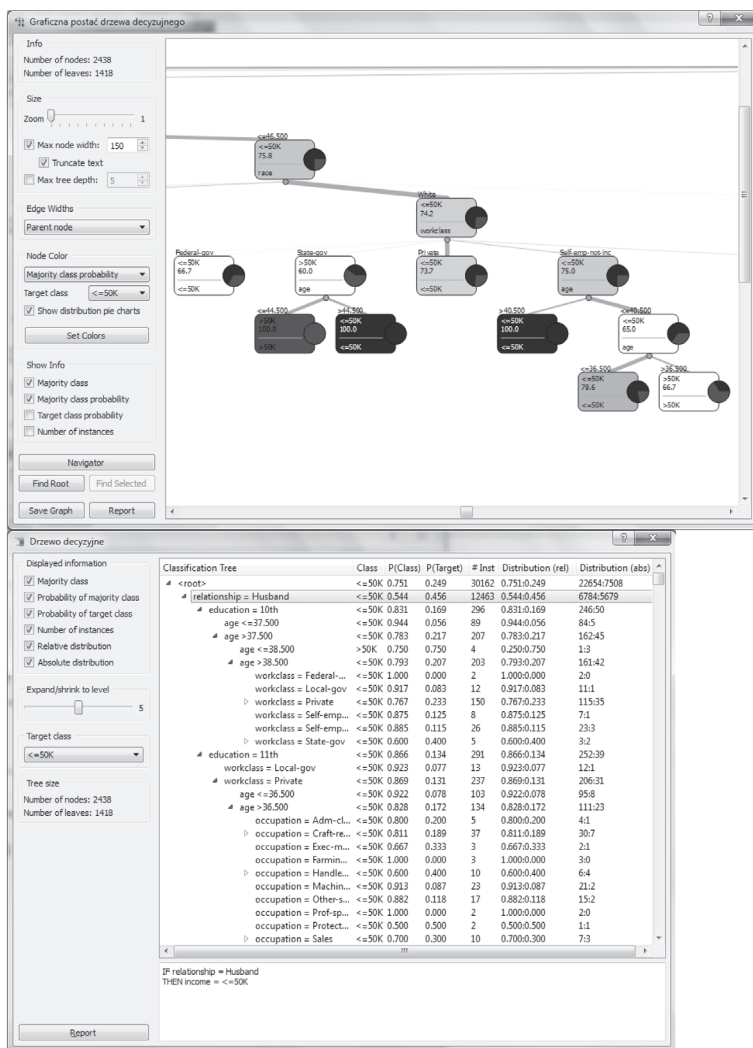 Graficzna postać drzewa decyzujnego
Info
Number of nodes: 2438
Number of leaves: 1418
Size
Zoom 1
Max node width: 150
Truncate text
Max tree depth: 5
Edge Widths
Parent node
Node Color
Majority class probability
Target class <=50K
Show distribution pie charts
Set Colors
Show Info
Majority class
Majority class probability
Target class probability
Number of instances
Navigator
Find Root Find Selected
Save Graph Report
<=46.500
<=50K
75.8
race
White
<=50K
74.2
workclass
Federal-gov
<=50K
66.7
<=50K
State-gov
>50K
60.0
age
Private
<=50K
73.7
<=50K
Self-emp-not-inc
<=50K
75.0
age
<=44.500
>50K
100.0
>50K
>44.500
<=50K
100.0
<=50K
>40.500
<=50K
100.0
<=50K
<=40.500
<=50K
65.0
age
<=36.500
<=50K
78.6
<=50K
>36.500
>50K
66.7
>50K
Drzewo decyzyjne
Displayed information
Majority class
Probability of majority class
Probability of target class
Number of instances
Relative distribution
Absolute distribution
Expand/shrink to level
5
Target class
<=50K
Tree size
Number of nodes: 2438
Number of leaves: 1418
Report
Classification Tree Class P(Class) P(Target) # Inst Distribution (rel) Distribution (abs)
<root> <=50K 0.751 0.249 30162 0.751:0.249 22654:7508
relationship = Husband <=50K 0.544 0.456 12463 0.544:0.456 6784:5679
education = 10th <=50K 0.831 0.169 296 0.831:0.169 246:50
age <=37.500 <=50K 0.944 0.056 89 0.944:0.056 84:5
age >37.500 <=50K 0.783 0.217 207 0.783:0.217 162:45
age <=38.500 >50K 0.750 0.750 4 0.250:0.750 1:3
age >38.500 <=50K 0.793 0.207 203 0.793:0.207 161:42
workclass = Federal-... <=50K 1.000 0.000 2 1.000:0.000 2:0
workclass = Local-gov <=50K 0.917 0.083 12 0.917:0.083 11:1
workclass = Private <=50K 0.767 0.233 150 0.767:0.233 115:35
workclass = Self-emp... <=50K 0.875 0.125 8 0.875:0.125 7:1
workclass = Self-emp... <=50K 0.885 0.115 26 0.885:0.115 23:3
workclass = State-gov <=50K 0.600 0.400 5 0.600:0.400 3:2
education = 11th <=50K 0.866 0.134 291 0.866:0.134 252:39
workclass = Local-gov <=50K 0.923 0.077 13 0.923:0.077 12:1
workclass = Private <=50K 0.869 0.131 237 0.869:0.131 206:31
age <=36.500 <=50K 0.922 0.078 103 0.922:0.078 95:8
age >36.500 <=50K 0.828 0.172 134 0.828:0.172 111:23
occupation = Adm-cl... <=50K 0.800 0.200 5 0.800:0.200 4:1
occupation = Craft-re... <=50K 0.811 0.189 37 0.811:0.189 30:7
occupation = Exec-m... <=50K 0.667 0.333 3 0.667:0.333 2:1
occupation = Farmin... <=50K 1.000 0.000 3 1.000:0.000 3:0
occupation = Handle... <=50K 0.600 0.400 10 0.600:0.400 6:4
occupation = Machin... <=50K 0.913 0.087 23 0.913:0.087 21:2
occupation = Other-s... <=50K 0.882 0.118 17 0.882:0.118 15:2
occupation = Prof-sp... <=50K 1.000 0.000 2 1.000:0.000 2:0
occupation = Protect... <=50K 0.500 0.500 2 0.500:0.500 1:1
occupation = Sales <=50K 0.700 0.300 10 0.700:0.300 7:3
IF relationship = Husband
THEN income = <=50K